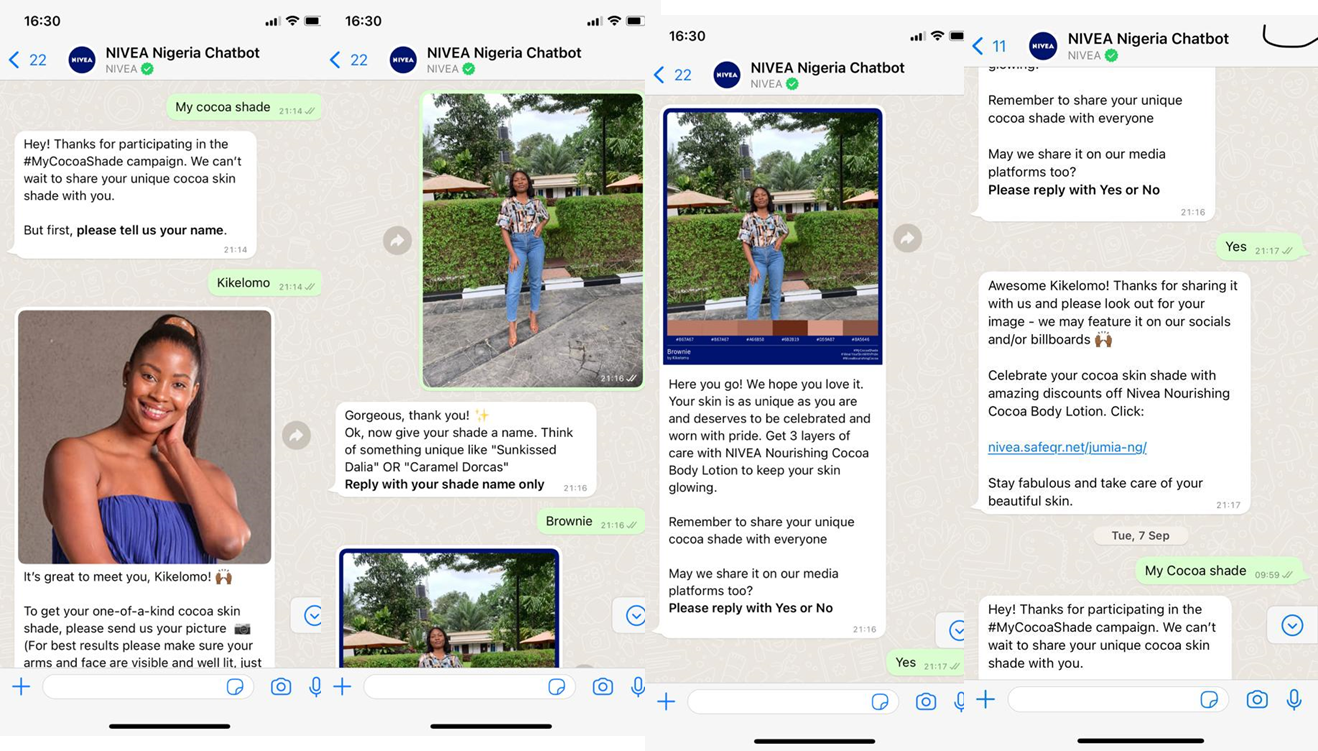 16:30
22
NIVEA
NIVEA Nigeria Chatbot
NIVEA
My cocoa shade 21:14
Hey! Thanks for participating in the
#MyCocoaShade campaign. We can't
wait to share your unique cocoa skin
shade with you.
But first, please tell us your name.
21:14
Kikelomo 21:14
It's great to meet you, Kikelomo! 🙌🏾
To get your one-of-a-kind cocoa skin
shade, please send us your picture 📷
(For best results please make sure your
arms and face are visible and well lit, just
16:30
22
NIVEA
NIVEA Nigeria Chatbot
NIVEA
21:16
Gorgeous, thank you! ✨
Ok, now give your shade a name. Think
of something unique like "Sunkissed
Dalia" OR "Caramel Dorcas"
Reply with your shade name only 21:16
Brownie 21:16
16:30
22
NIVEA
NIVEA Nigeria Chatbot
NIVEA
Brownie
by Kikelomo
Here you go! We hope you love it.
Your skin is as unique as you are
and deserves to be celebrated and
worn with pride. Get 3 layers of
care with NIVEA Nourishing Cocoa
Body Lotion to keep your skin
glowing.
Remember to share your unique
cocoa shade with everyone
May we share it on our media
platforms too?
Please reply with Yes or No
21:16
Yes 21:17
11
NIVEA
NIVEA Nigeria Chatbot
NIVEA
glowing.
Remember to share your unique
cocoa shade with everyone
May we share it on our media
platforms too?
Please reply with Yes or No
21:16
Yes 21:17
Awesome Kikelomo! Thanks for sharing it
with us and please look out for your
image - we may feature it on our socials
and/or billboards 🙌🏾
Celebrate your cocoa skin shade with
amazing discounts off Nivea Nourishing
Cocoa Body Lotion. Click:
nivea.safeqr.net/jumia-ng/
Stay fabulous and take care of your
beautiful skin.
21:17
Tue, 7 Sep
My Cocoa shade 09:59
Hey! Thanks for participating in the
#MyCocoaShade campaign. We can't
wait to share your unique cocoa skin
shade with you.